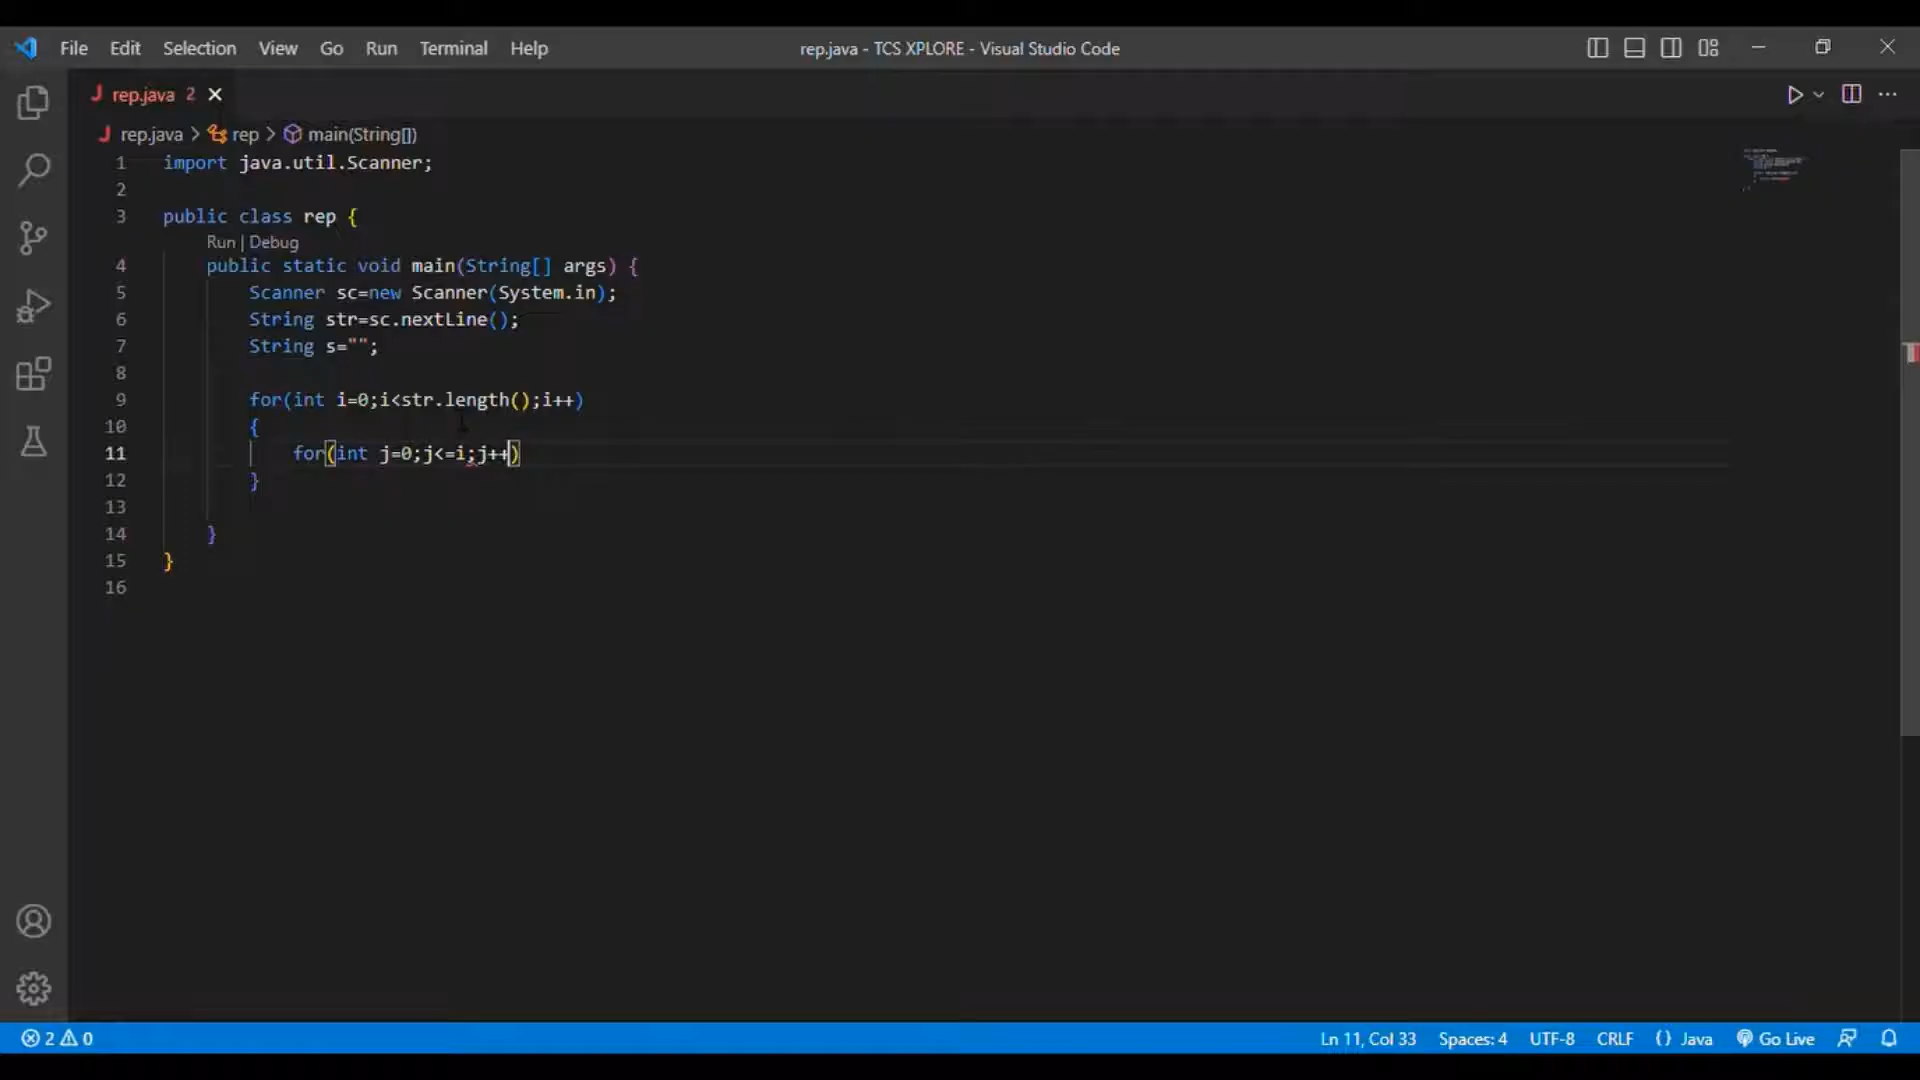 File Edit Selection View Go Run Terminal Help
rep.java - TCS XPLORE - Visual Studio Code
rep.java 2
rep.java > rep > main(String[])
1 import java.util.Scanner;
2
3 public class rep {
Run | Debug
4 public static void main(String[] args) {
5 Scanner sc=new Scanner(System.in);
6 String str=sc.nextLine();
7 String s="";
8
9 for(int i=0;i<str.length();i++)
10 {
11 for(int j=0;j<=i;j++)
12 }
13
14 }
15 }
16
2 0
Ln 11, Col 33 Spaces: 4 UTF-8 CRLF {} Java Go Live